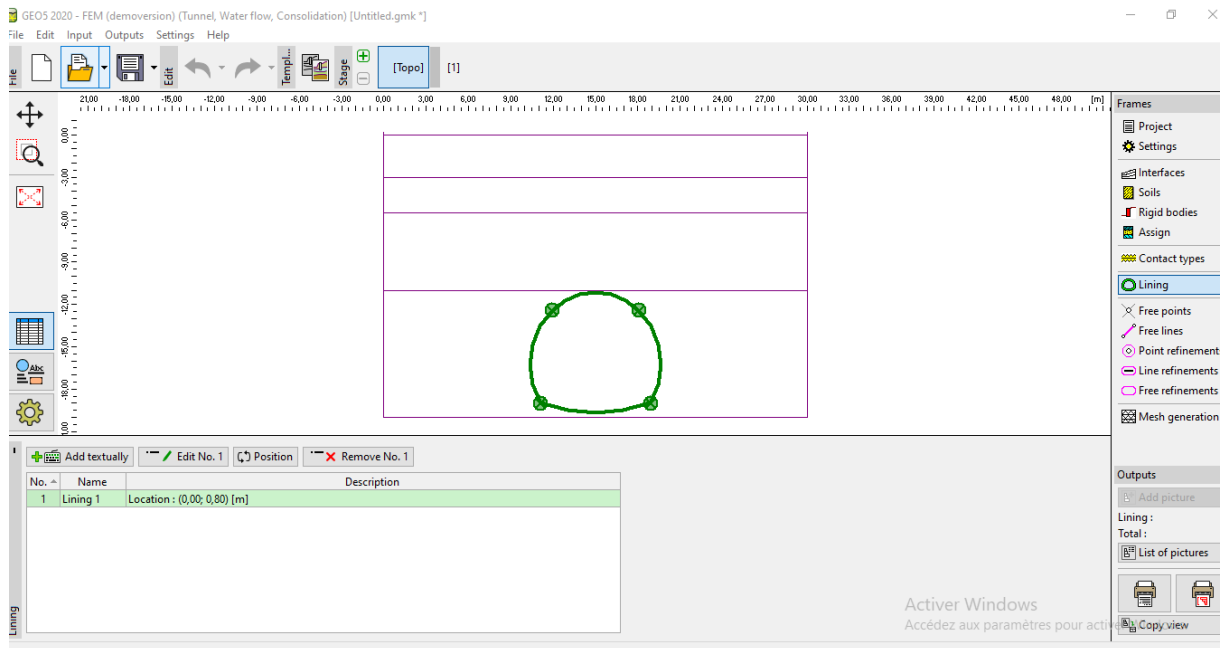 GEO5 2020 - FEM (demoversion) (Tunnel, Water flow, Consolidation) [Untitled.gmk *]
File Edit Input Outputs Settings Help
File
Edit
Templ...
Stage
[Topo]
[1]
21,00 -18,00 -15,00 -12,00 -9,00 -6,00 -3,00 0,00 3,00 6,00 9,00 12,00 15,00 18,00 21,00 24,00 27,00 30,00 33,00 36,00 39,00 42,00 45,00 48,00 [m]
0,00
-3,00
-6,00
-9,00
-12,00
-15,00
-18,00
Abc
Frames
Project
Settings
Interfaces
Soils
Rigid bodies
Assign
Contact types
Lining
Free points
Free lines
Point refinement
Line refinements
Free refinements
Mesh generation
Lining
Add textually Edit No. 1 Position Remove No. 1
No. Name Description
1 Lining 1 Location : (0,00; 0,80) [m]
Outputs
Add picture
Lining :
Total :
List of pictures
Copy view
Activer Windows
Accédez aux paramètres pour